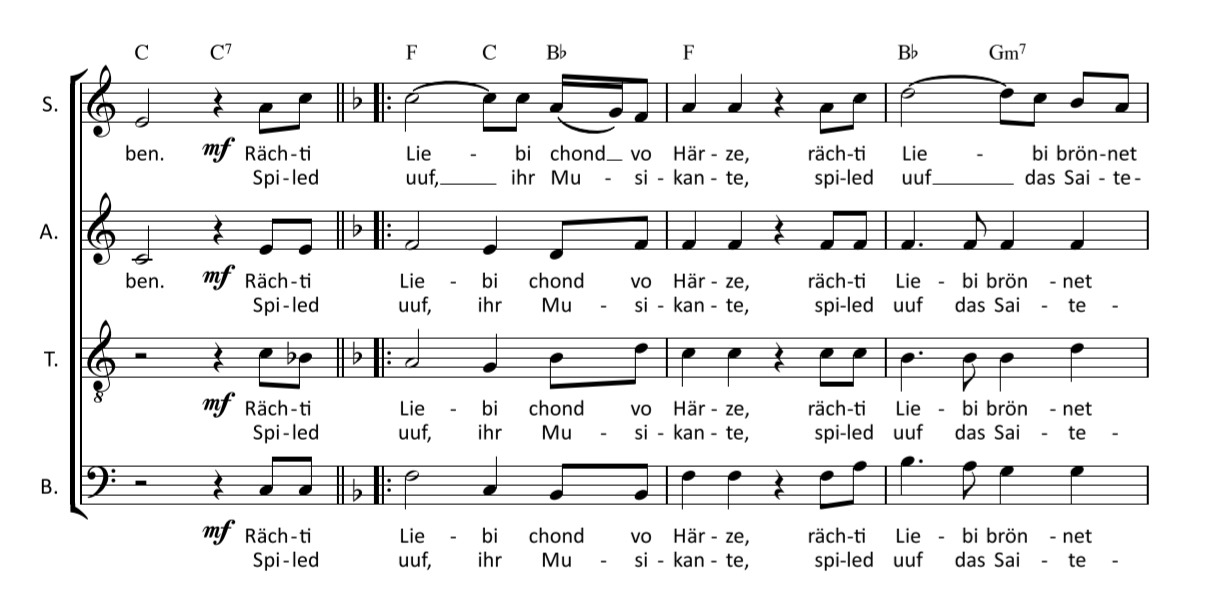 C C7 F C B♭ F B♭ Gm7
S.
ben. mf Räch-ti Lie - bi chond_ vo Här - ze, räch-ti Lie - bi brön-net
Spi-led uuf,____ ihr Mu - si-kan-te, spi-led uuf______ das Sai-te-
A.
ben. mf Räch-ti Lie - bi chond vo Här - ze, räch-ti Lie - bi brön - net
Spi-led uuf, ihr Mu - si-kan-te, spi-led uuf das Sai - te -
T.
8
mf Räch-ti Lie - bi chond vo Här - ze, räch-ti Lie - bi brön - net
Spi-led uuf, ihr Mu - si-kan-te, spi-led uuf das Sai - te -
B.
mf Räch-ti Lie - bi chond vo Här - ze, räch-ti Lie - bi brön - net
Spi-led uuf, ihr Mu - si-kan-te, spi-led uuf das Sai - te -